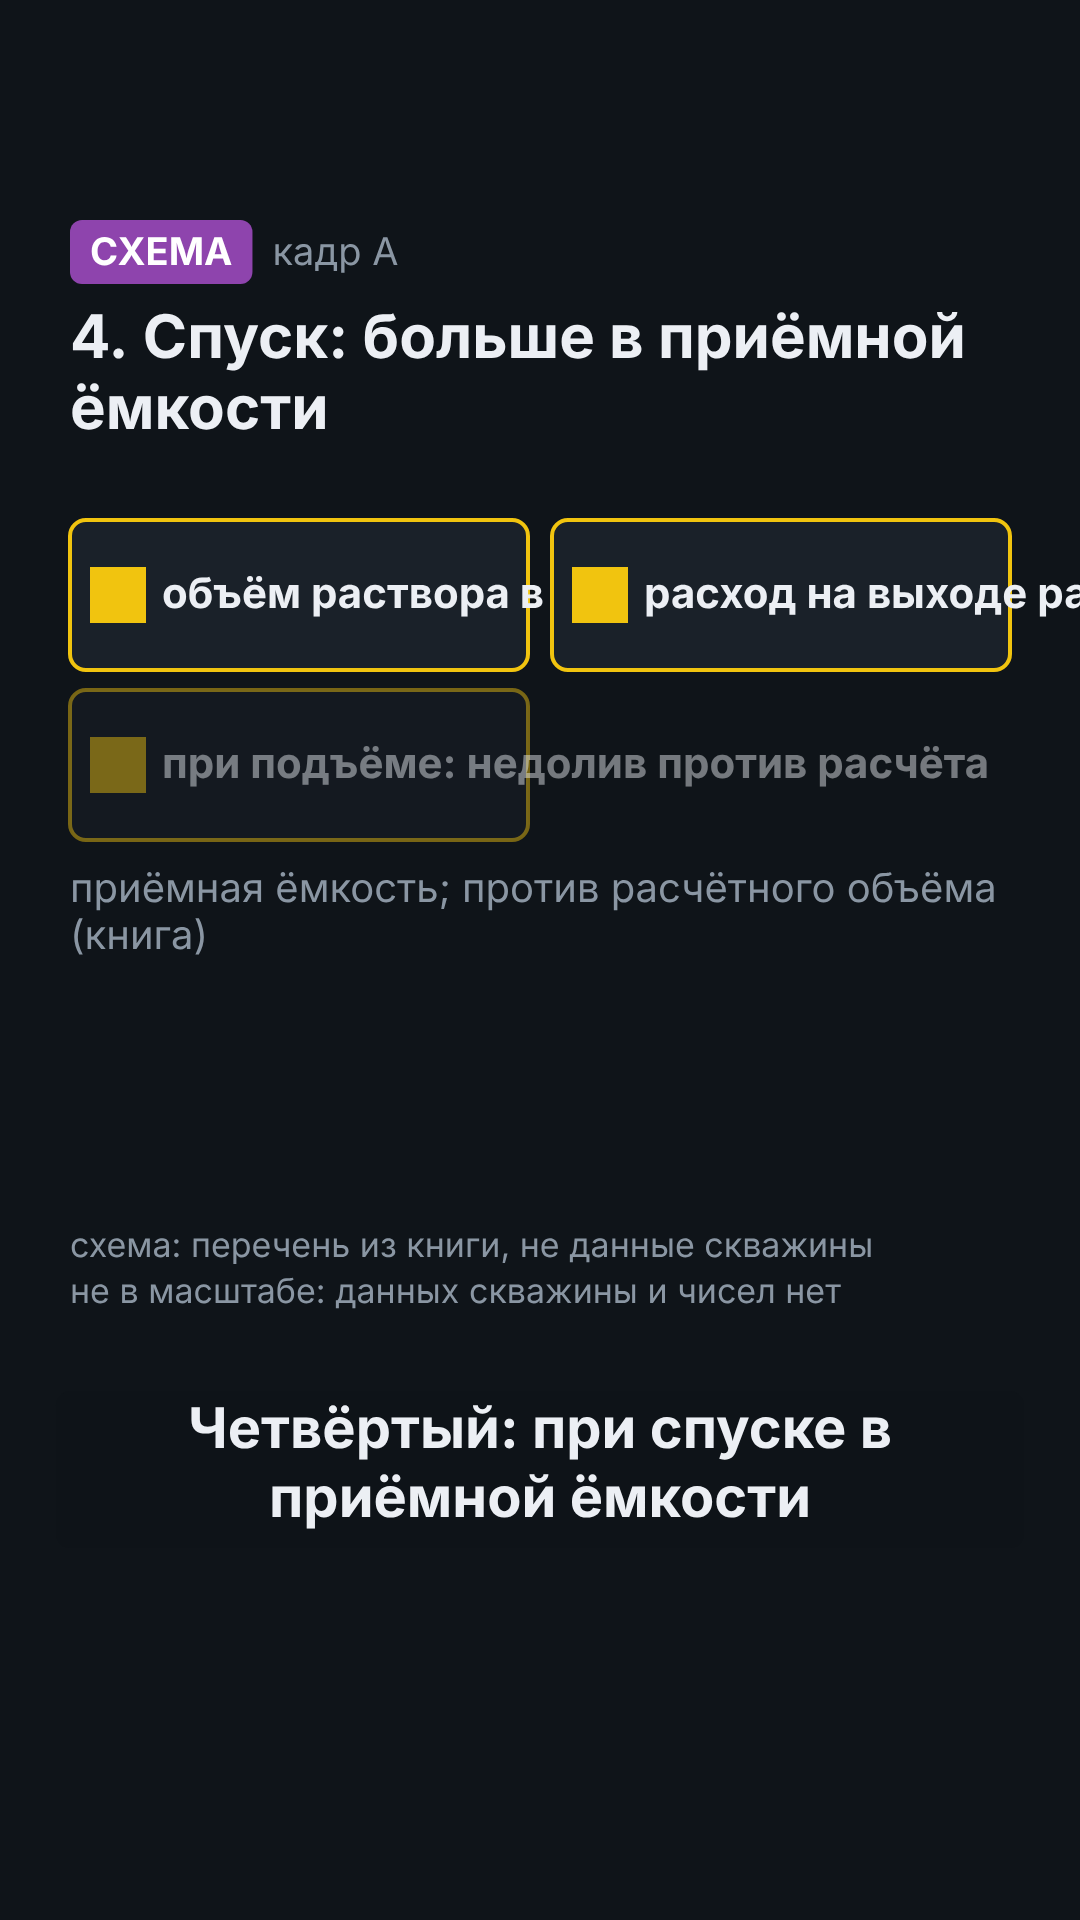 СХЕМА кадр А
4. Спуск: больше в приёмной
ёмкости
объём раствора в
расход на выходе
при подъёме: недолив против расчёта
приёмная ёмкость; против расчётного объёма
(книга)
схема: перечень из книги, не данные скважины
не в масштабе: данных скважины и чисел нет
Четвёртый: при спуске в
приёмной ёмкости